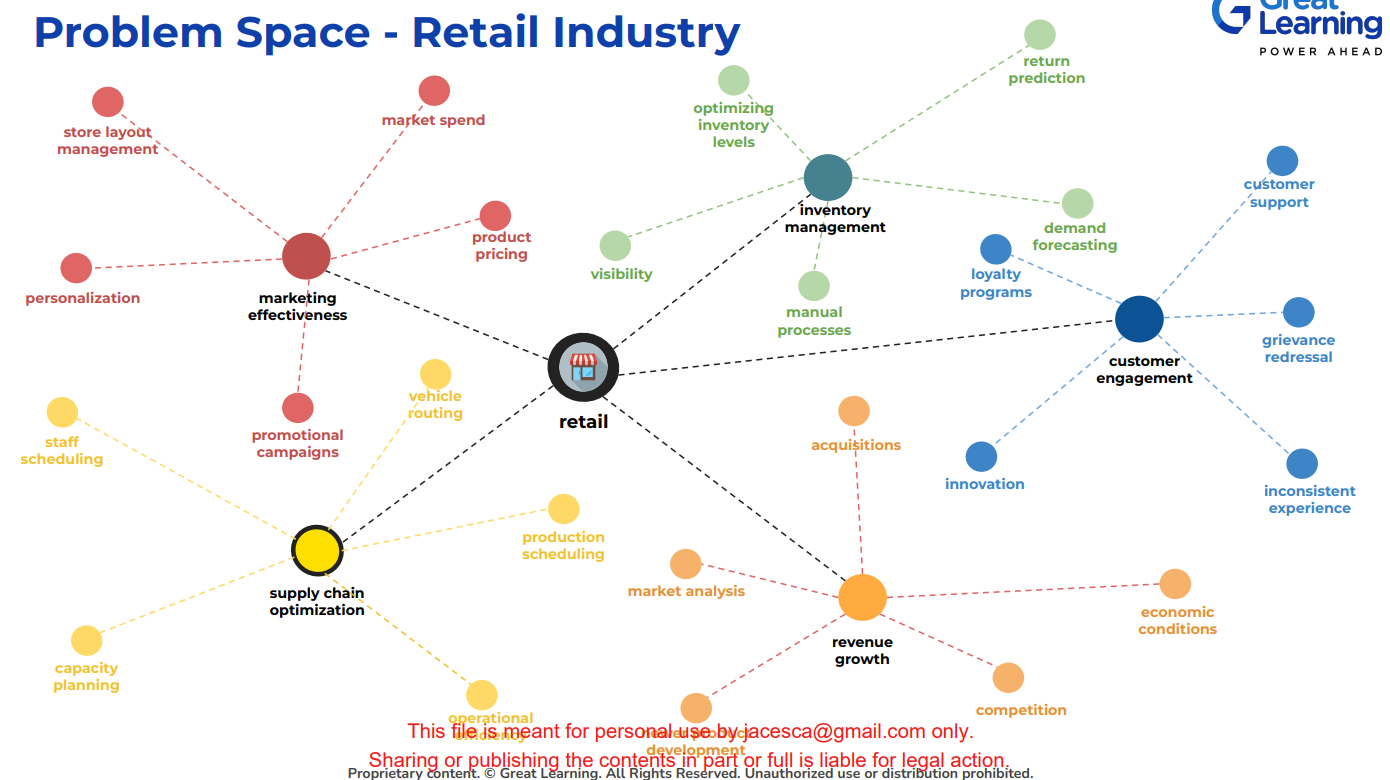 Problem Space - Retail Industry
Great
Learning
POWER AHEAD
store layout
management
market spend
optimizing
inventory
levels
return
prediction
customer
support
product
pricing
inventory
management
demand
forecasting
personalization
marketing
effectiveness
visibility
loyalty
programs
manual
processes
grievance
redressal
customer
engagement
vehicle
routing
retail
promotional
campaigns
staff
scheduling
acquisitions
innovation
inconsistent
experience
production
scheduling
supply chain
optimization
market analysis
economic
conditions
revenue
growth
capacity
planning
competition
operational
efficiency
newer product
development
This file is meant for personal use by jacesca@gmail.com only.
Sharing or publishing the contents in part or full is liable for legal action.
Proprietary content. © Great Learning. All Rights Reserved. Unauthorized use or distribution prohibited.